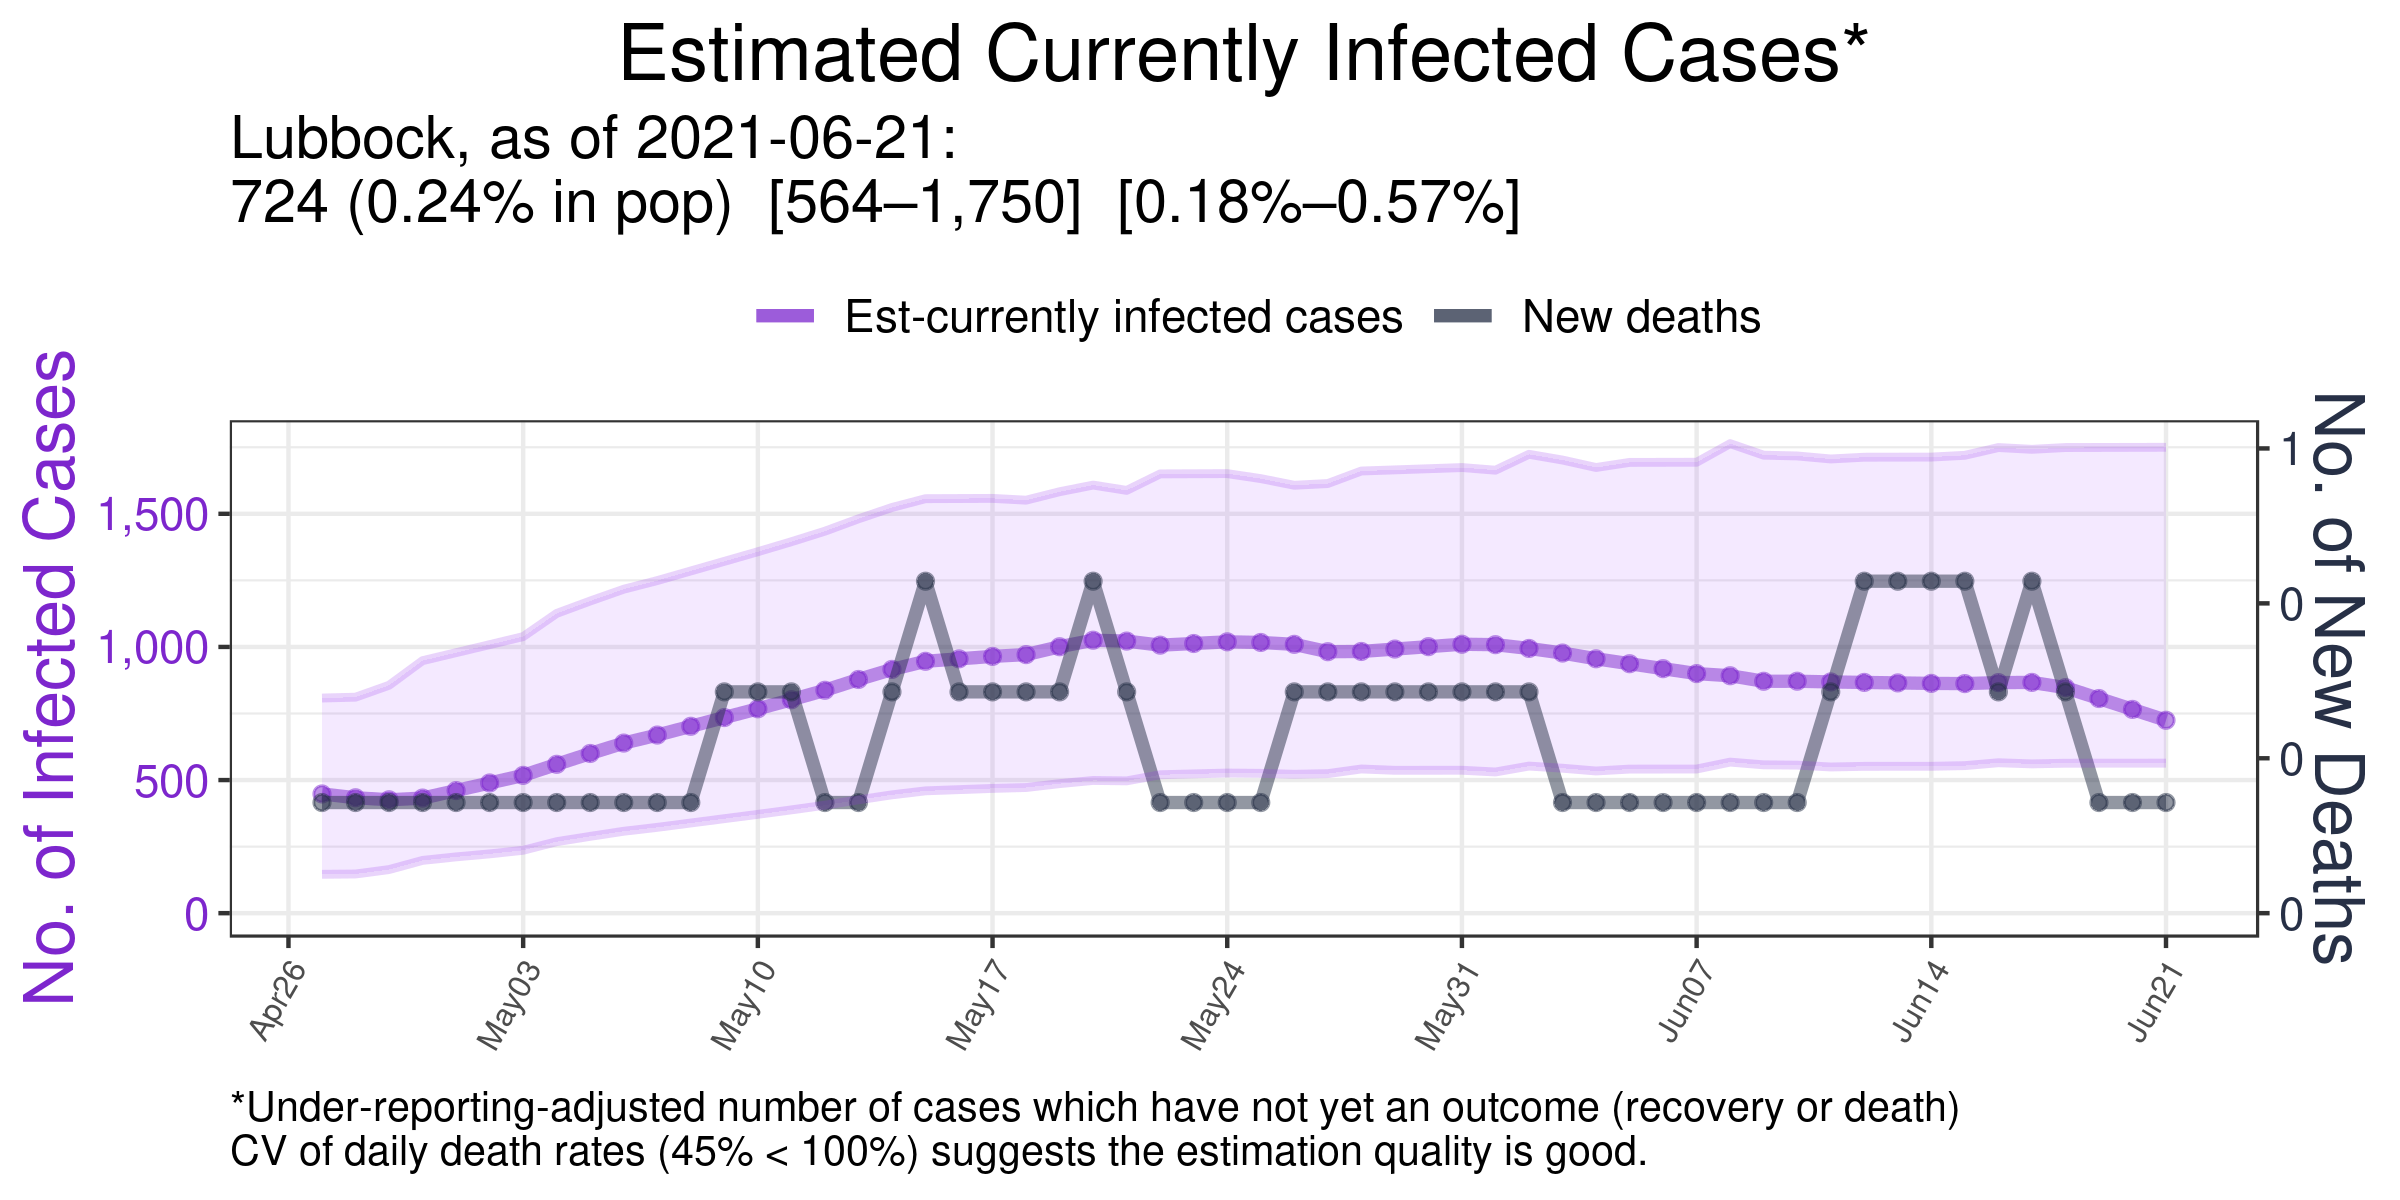 Estimated Currently Infected Cases*
Lubbock, as of 2021-06-21:
724 (0.24% in pop)  [564–1,750]  [0.18%–0.57%]
Est-currently infected cases
New deaths
No. of Infected Cases
1,500
1,000
500
0
No. of New Deaths
1
0
0
0
Apr26
May03
May10
May17
May24
May31
Jun07
Jun14
Jun21
*Under-reporting-adjusted number of cases which have not yet an outcome (recovery or death)
CV of daily death rates (45% < 100%) suggests the estimation quality is good.